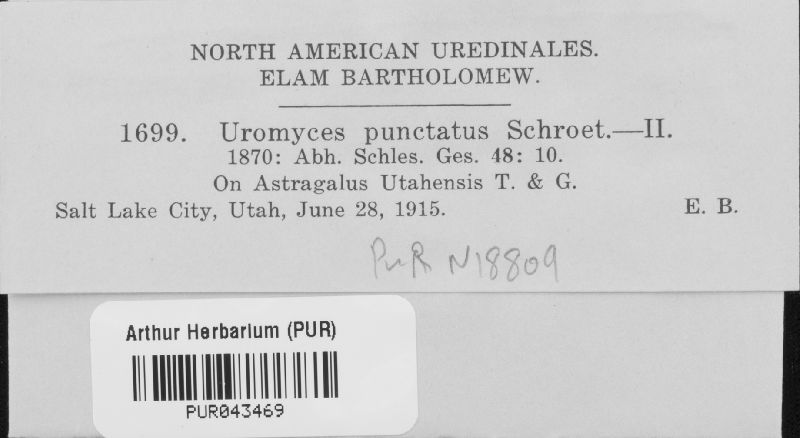 NORTH AMERICAN UREDINALES.
ELAM BARTHOLOMEW.
1699. Uromyces punctatus Schroet.—II.
1870: Abh. Schles. Ges. 48: 10.
On Astragalus Utahensis T. & G.
Salt Lake City, Utah, June 28, 1915. E. B.
PuR N18809
Arthur Herbarium (PUR)
PUR043469